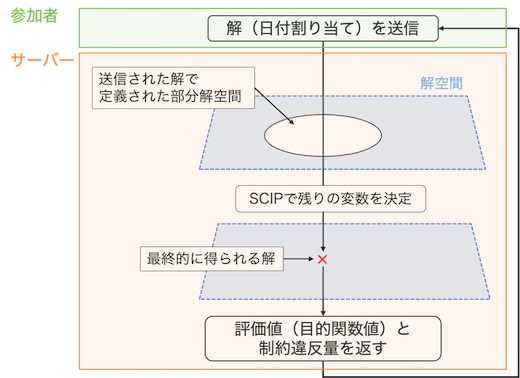 参加者
解（日付割り当て）を送信
サーバー
送信された解で
定義された部分解空間
解空間
SCIPで残りの変数を決定
最終的に得られる解
評価値（目的関数値）と
制約違反量を返す